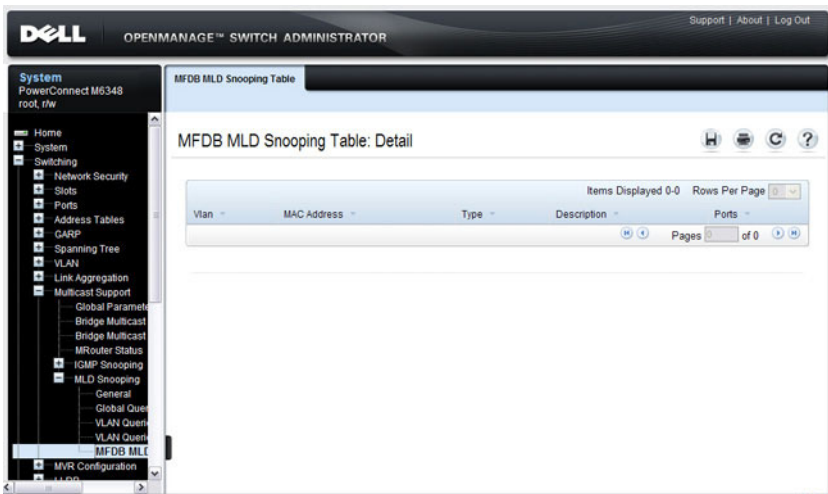 Support | About | Log Out
DELL
OPENMANAGE™ SWITCH ADMINISTRATOR
System
PowerConnect M6348
root, r/w
MFDB MLD Snooping Table
Home
System
Switching
Network Security
Slots
Ports
Address Tables
GARP
Spanning Tree
VLAN
Link Aggregation
Multicast Support
Global Paramete
Bridge Multicast
Bridge Multicast
MRouter Status
IGMP Snooping
MLD Snooping
General
Global Quer
VLAN Queri
VLAN Queri
MFDB MLD
MVR Configuration
MFDB MLD Snooping Table: Detail
Items Displayed 0-0 Rows Per Page 0
Vlan MAC Address Type Description Ports
Pages 0 of 0